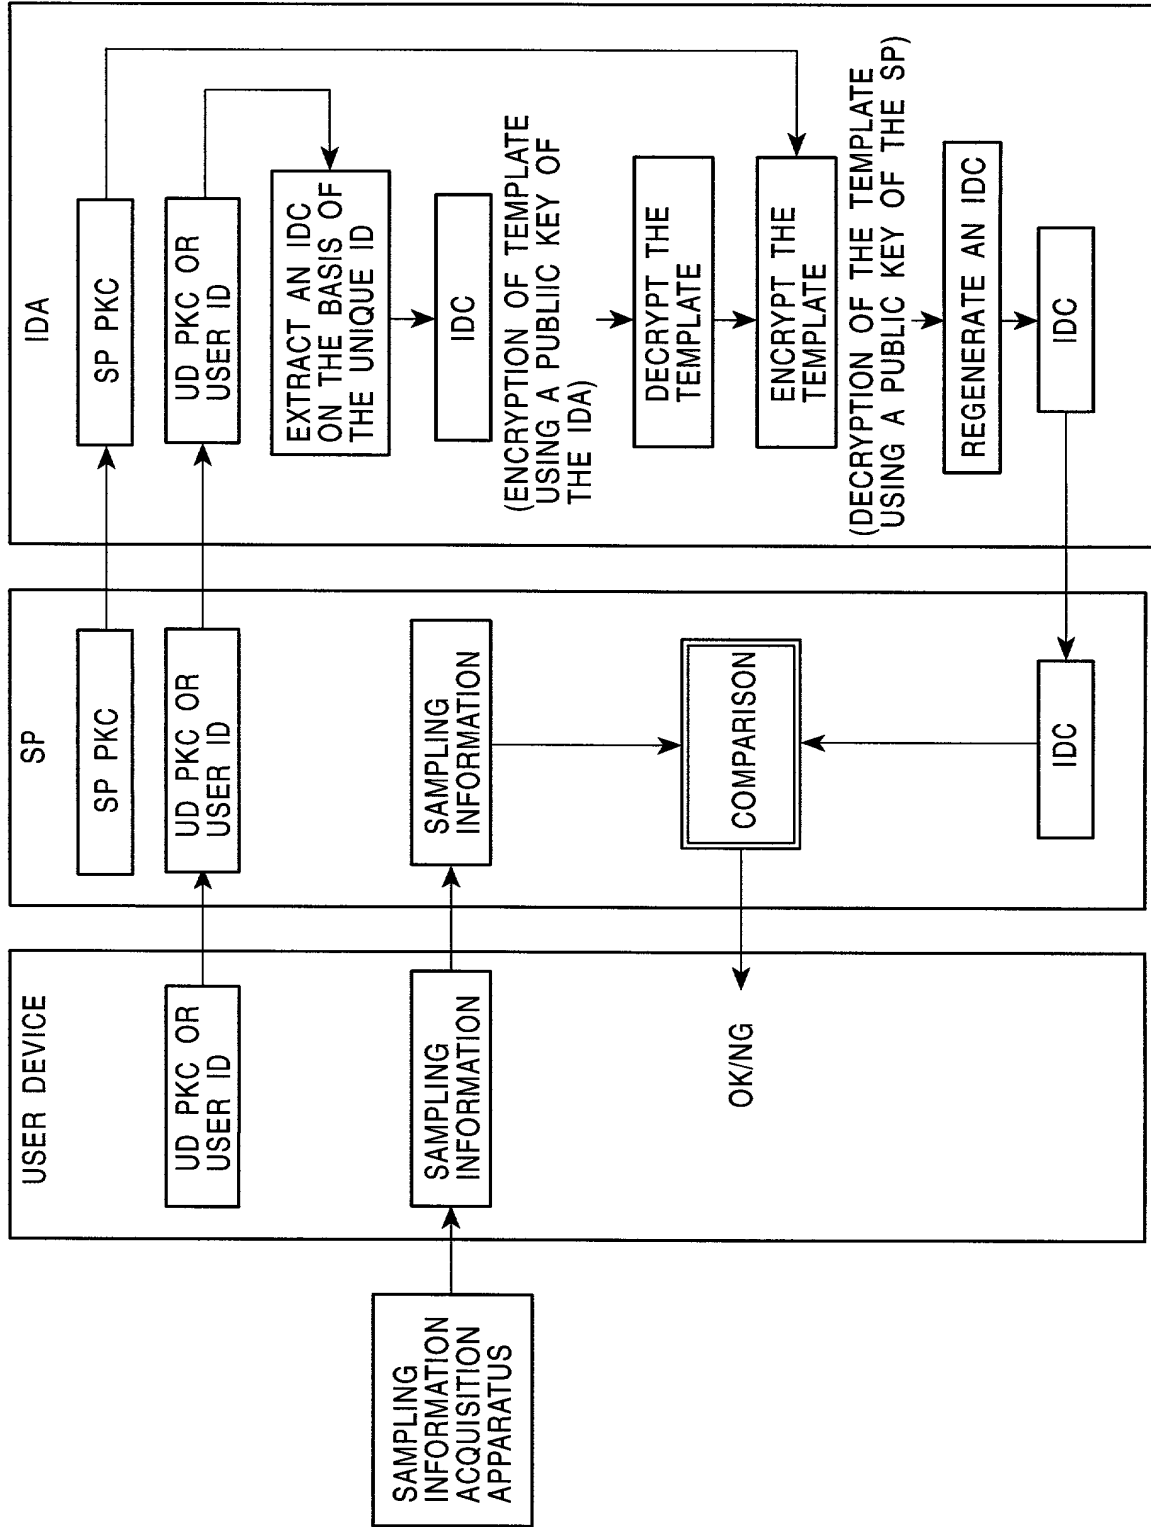 USER DEVICE
UD PKC OR
USER ID
SAMPLING
INFORMATION
ACQUISITION
APPARATUS
SAMPLING
INFORMATION
OK/NG
SP
SP PKC
UD PKC OR
USER ID
SAMPLING
INFORMATION
COMPARISON
IDC
IDA
SP PKC
UD PKC OR
USER ID
EXTRACT AN IDC
ON THE BASIS OF
THE UNIQUE ID
IDC
(ENCRYPTION OF TEMPLATE
USING A PUBLIC KEY OF
THE IDA)
DECRYPT THE
TEMPLATE
ENCRYPT THE
TEMPLATE
(DECRYPTION OF THE TEMPLATE
USING A PUBLIC KEY OF THE SP)
REGENERATE AN IDC
IDC